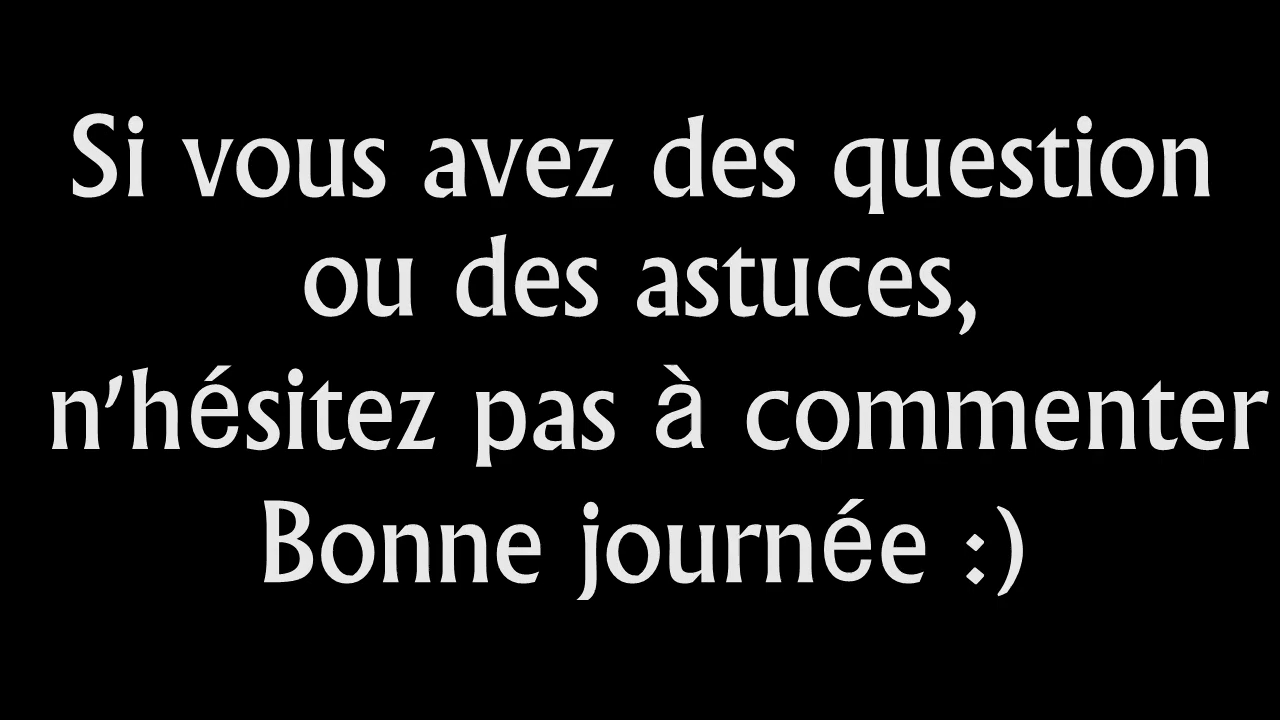 Si vous avez des question
ou des astuces,
n'hésitez pas à commenter
Bonne journée :)